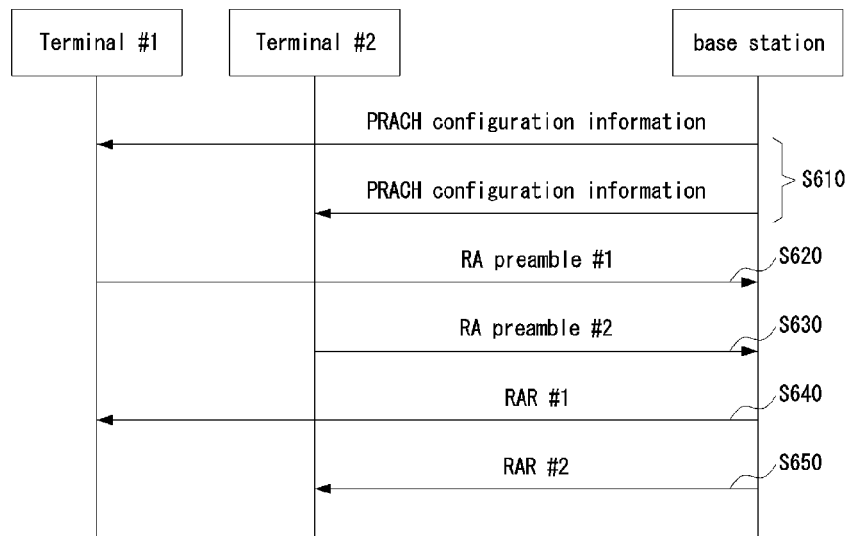 Terminal #1
Terminal #2
base station
PRACH configuration information
PRACH configuration information
S610
RA preamble #1
S620
RA preamble #2
S630
RAR #1
S640
RAR #2
S650